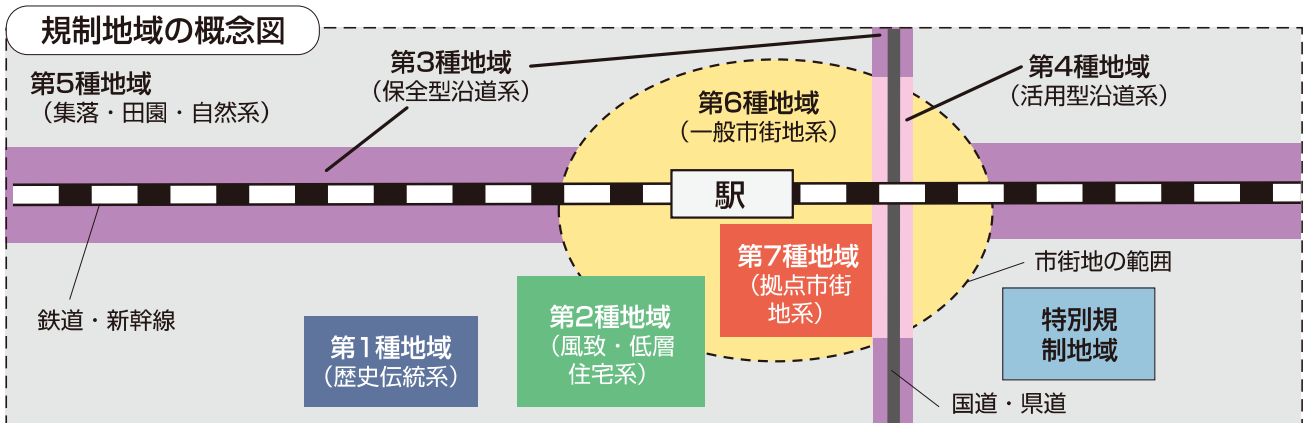 規制地域の概念図
第5種地域
（集落・田園・自然系）
第3種地域
（保全型沿道系）
第6種地域
（一般市街地系）
第4種地域
（活用型沿道系）
駅
第7種地域
（拠点市街
地系）
市街地の範囲
鉄道・新幹線
第1種地域
（歴史伝統系）
第2種地域
（風致・低層
住宅系）
特別規
制地域
国道・県道